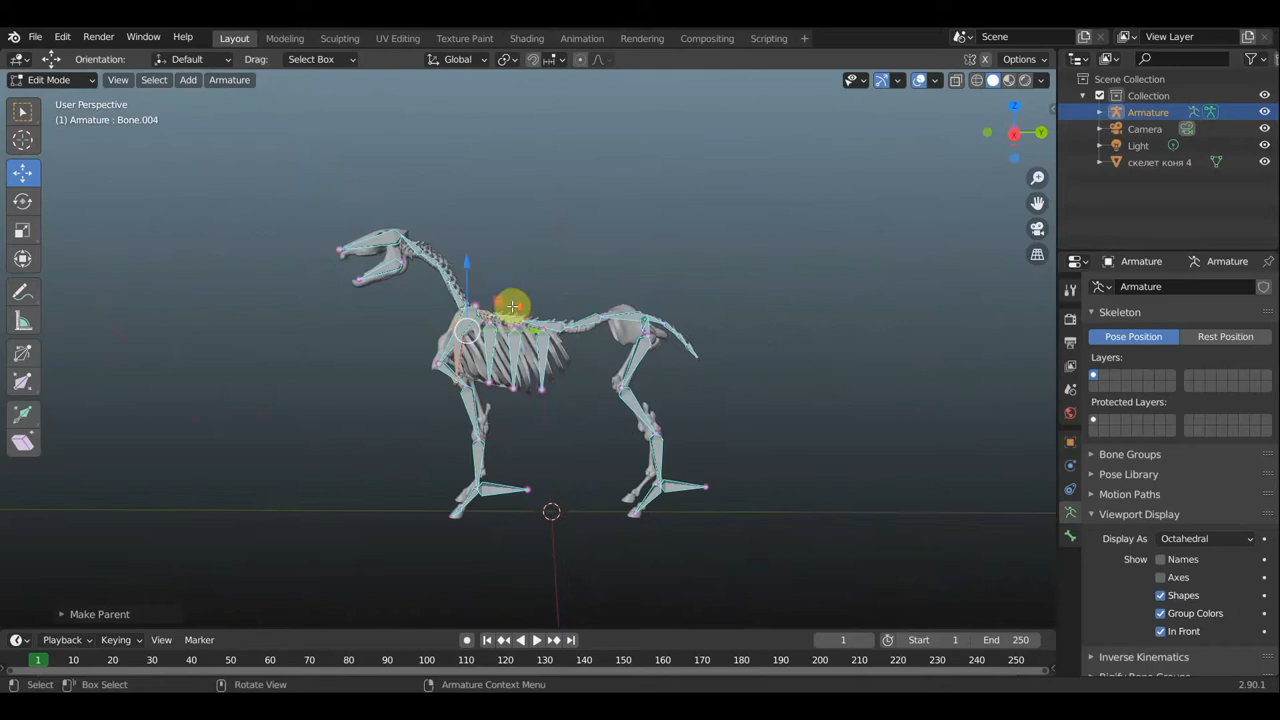 File Edit Render Window Help Layout Modeling Sculpting UV Editing Texture Paint Shading Animation Rendering Compositing Scripting + Scene View Layer
Orientation: Default Drag: Select Box Global X Options
Edit Mode View Select Add Armature
User Perspective
(1) Armature : Bone.004
Scene Collection
Collection
Armature
Camera
Light
скелет коня 4
Armature Armature
Armature
Skeleton
Pose Position Rest Position
Layers:
Protected Layers:
Bone Groups
Pose Library
Motion Paths
Viewport Display
Display As Octahedral
Show Names
Axes
Shapes
Group Colors
In Front
Inverse Kinematics
Make Parent
Playback Keying View Marker 1 Start 1 End 250
1 10 20 30 40 50 60 70 80 90 100 110 120 130 140 150 160 170 180 190 200 210 220 230 240 250
Select Box Select Rotate View Armature Context Menu 2.90.1